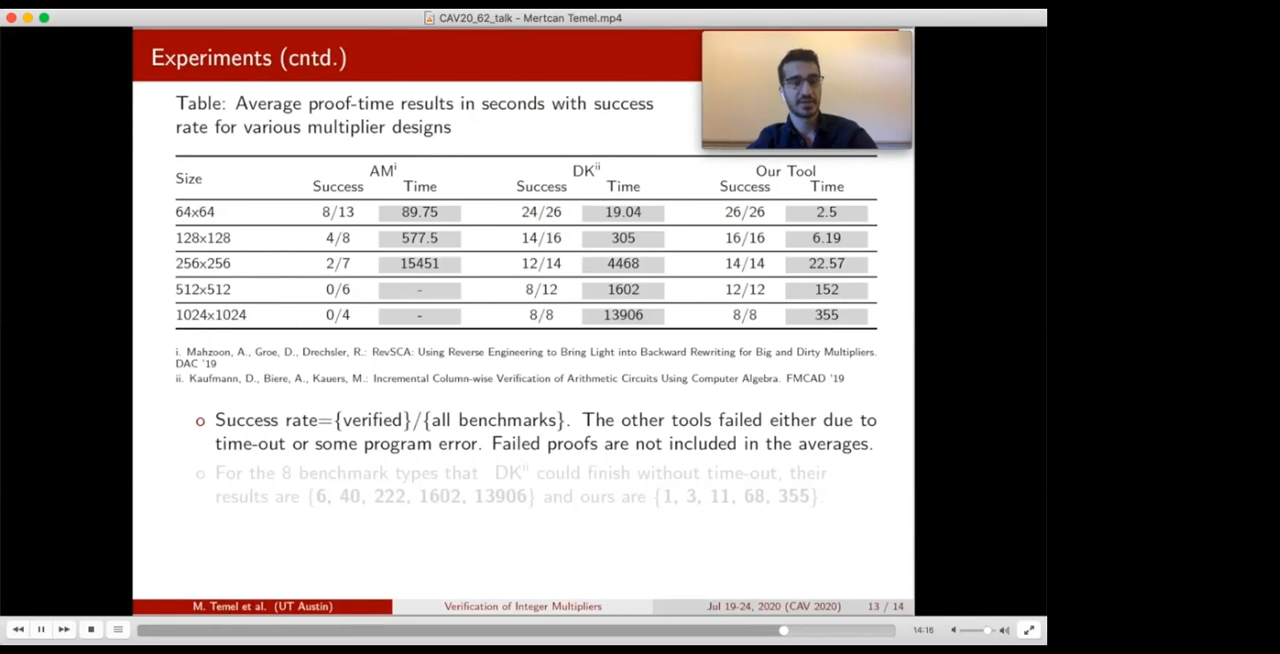 CAV20_62_talk - Mertcan Temel.mp4
Experiments (cntd.)
Table: Average proof-time results in seconds with success
rate for various multiplier designs
Size AMⁱ DKⁱⁱ Our Tool
Success Time Success Time Success Time
64x64 8/13 89.75 24/26 19.04 26/26 2.5
128x128 4/8 577.5 14/16 305 16/16 6.19
256x256 2/7 15451 12/14 4468 14/14 22.57
512x512 0/6 - 8/12 1602 12/12 152
1024x1024 0/4 - 8/8 13906 8/8 355
i. Mahzoon, A., Groe, D., Drechsler, R.: RevSCA: Using Reverse Engineering to Bring Light into Backward Rewriting for Big and Dirty Multipliers.
DAC '19
ii. Kaufmann, D., Biere, A., Kauers, M.: Incremental Column-wise Verification of Arithmetic Circuits Using Computer Algebra. FMCAD '19
Success rate={verified}/{all benchmarks}. The other tools failed either due to
time-out or some program error. Failed proofs are not included in the averages.
For the 8 benchmark types that DKⁱⁱ could finish without time-out, their
results are {6, 40, 222, 1602, 13906} and ours are {1, 3, 11, 68, 355}.
M. Temel et al. (UT Austin) Verification of Integer Multipliers Jul 19-24, 2020 (CAV 2020) 13 / 14
14:16